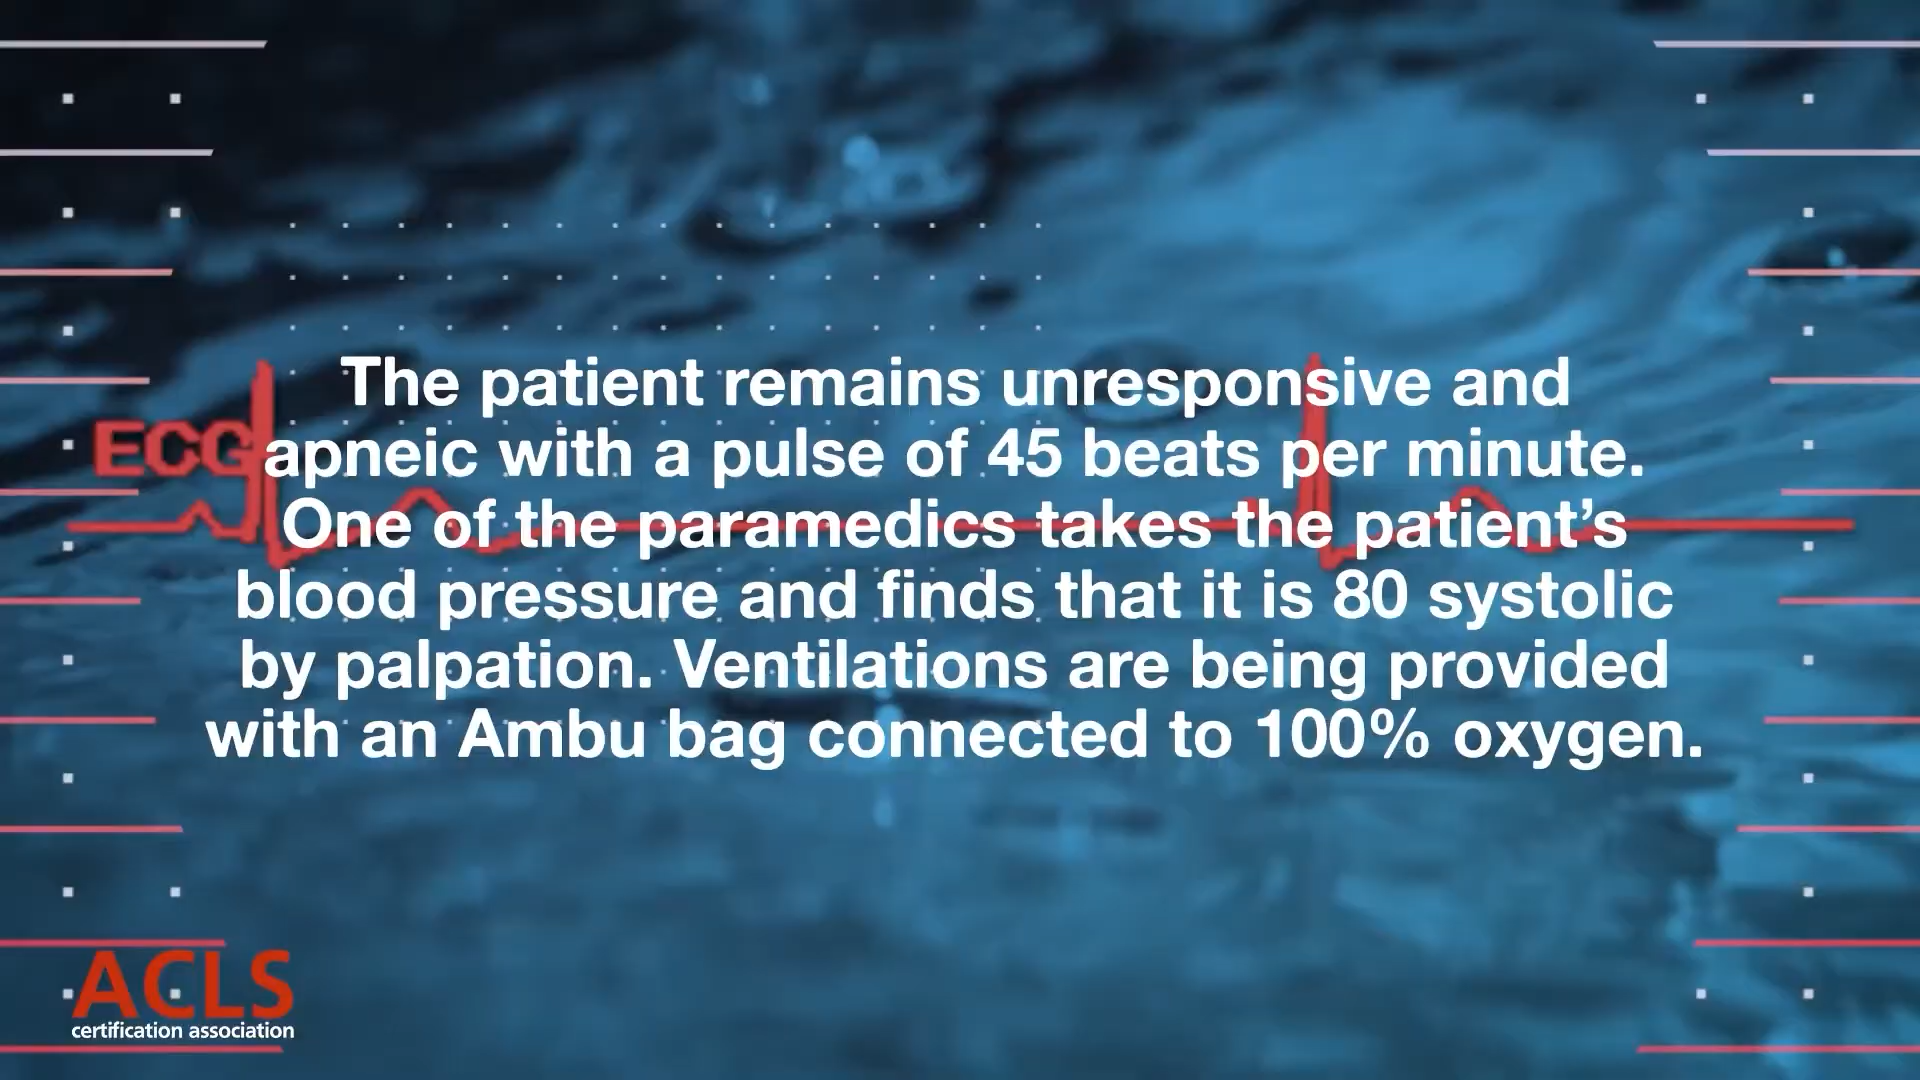 The patient remains unresponsive and
apneic with a pulse of 45 beats per minute.
One of the paramedics takes the patient’s
blood pressure and finds that it is 80 systolic
by palpation. Ventilations are being provided
with an Ambu bag connected to 100% oxygen.
ECG
ACLS
certification association